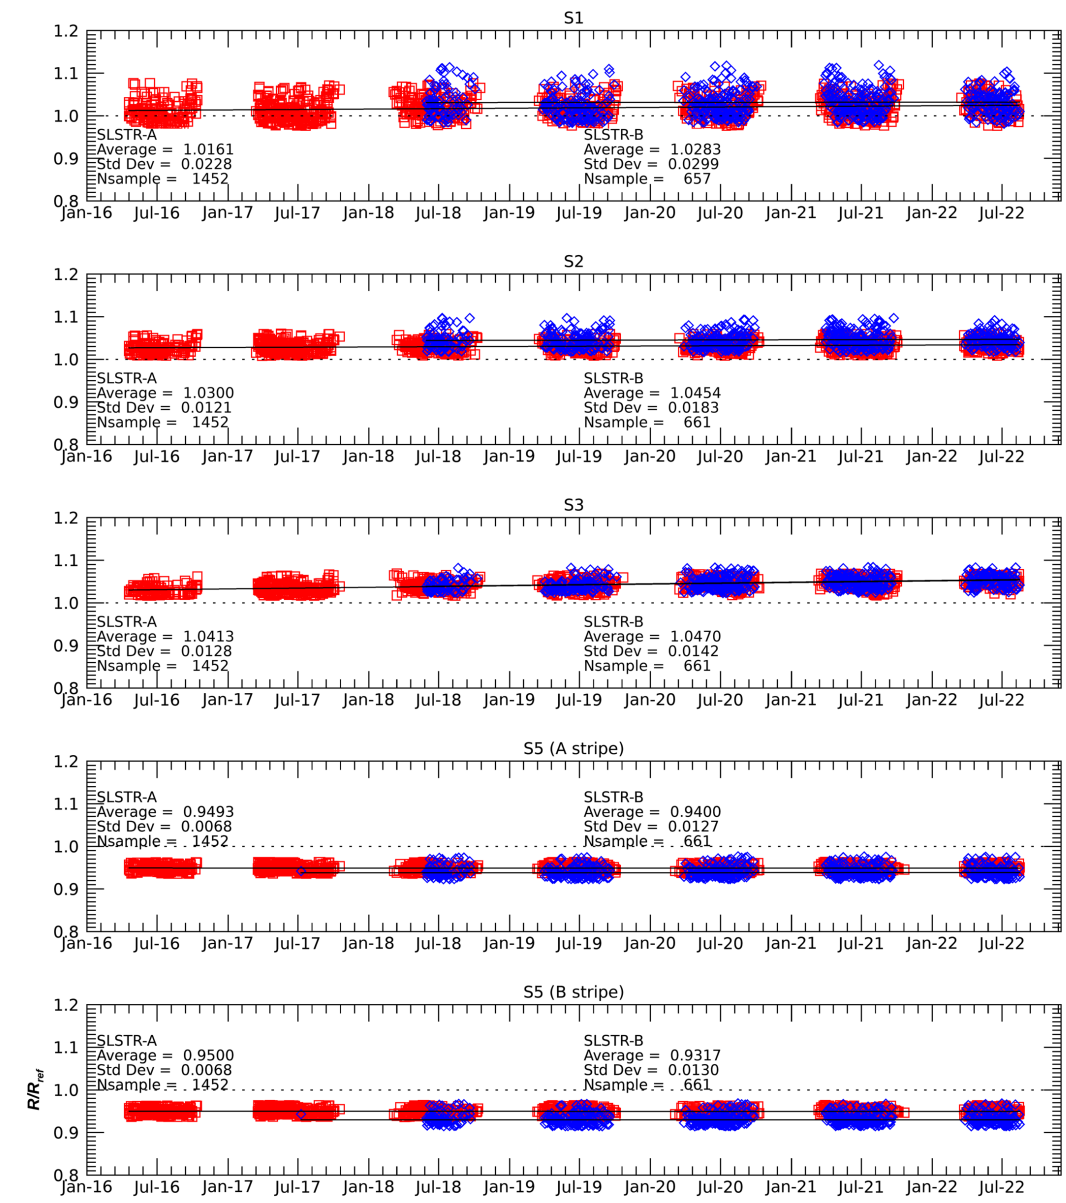 S1
1.2
1.1
1.0
0.9
0.8
SLSTR-A
Average = 1.0161
Std Dev = 0.0228
Nsample = 1452
SLSTR-B
Average = 1.0283
Std Dev = 0.0299
Nsample = 657
Jan-16 Jul-16 Jan-17 Jul-17 Jan-18 Jul-18 Jan-19 Jul-19 Jan-20 Jul-20 Jan-21 Jul-21 Jan-22 Jul-22
S2
1.2
1.1
1.0
0.9
0.8
SLSTR-A
Average = 1.0300
Std Dev = 0.0121
Nsample = 1452
SLSTR-B
Average = 1.0454
Std Dev = 0.0183
Nsample = 661
Jan-16 Jul-16 Jan-17 Jul-17 Jan-18 Jul-18 Jan-19 Jul-19 Jan-20 Jul-20 Jan-21 Jul-21 Jan-22 Jul-22
S3
1.2
1.1
1.0
0.9
0.8
SLSTR-A
Average = 1.0413
Std Dev = 0.0128
Nsample = 1452
SLSTR-B
Average = 1.0470
Std Dev = 0.0142
Nsample = 661
Jan-16 Jul-16 Jan-17 Jul-17 Jan-18 Jul-18 Jan-19 Jul-19 Jan-20 Jul-20 Jan-21 Jul-21 Jan-22 Jul-22
S5 (A stripe)
1.2
1.1
1.0
0.9
0.8
SLSTR-A
Average = 0.9493
Std Dev = 0.0068
Nsample = 1452
SLSTR-B
Average = 0.9400
Std Dev = 0.0127
Nsample = 661
Jan-16 Jul-16 Jan-17 Jul-17 Jan-18 Jul-18 Jan-19 Jul-19 Jan-20 Jul-20 Jan-21 Jul-21 Jan-22 Jul-22
S5 (B stripe)
1.2
1.1
1.0
0.9
0.8
R/Rref
SLSTR-A
Average = 0.9500
Std Dev = 0.0068
Nsample = 1452
SLSTR-B
Average = 0.9317
Std Dev = 0.0130
Nsample = 661
Jan-16 Jul-16 Jan-17 Jul-17 Jan-18 Jul-18 Jan-19 Jul-19 Jan-20 Jul-20 Jan-21 Jul-21 Jan-22 Jul-22